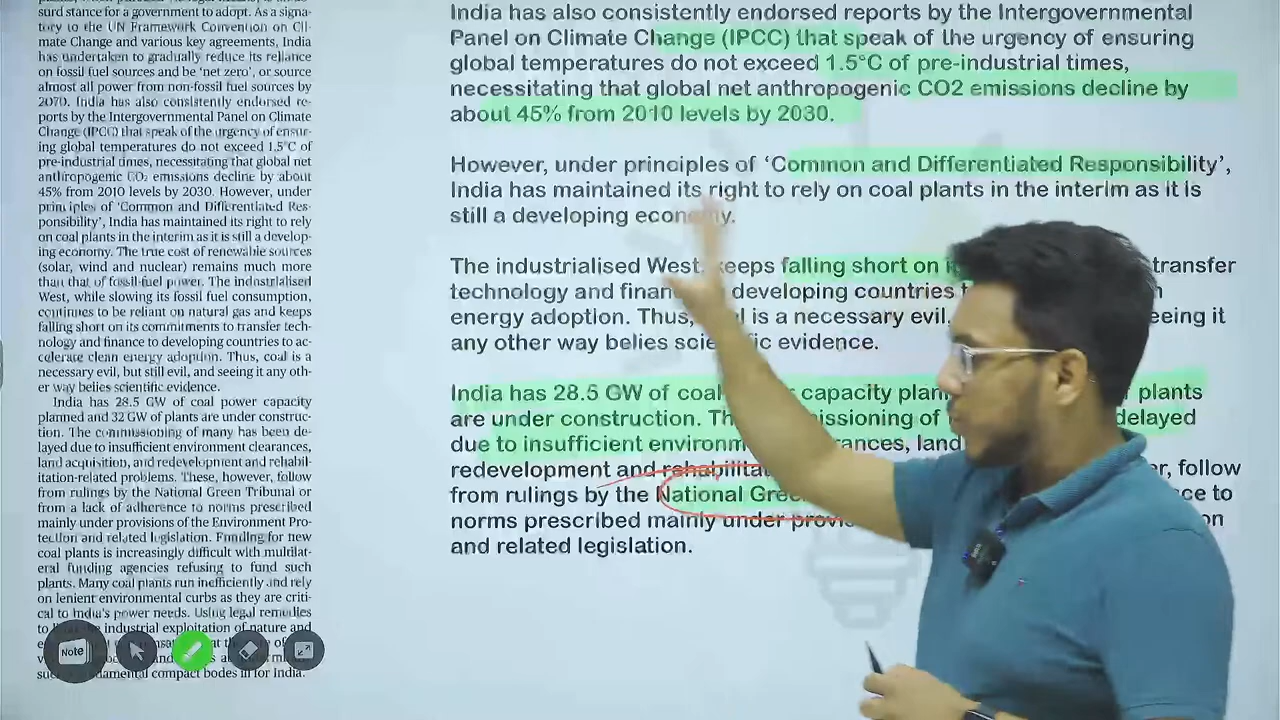 surd stance for a government to adopt. As a signa-
tory to the UN Framework Convention on Cli-
mate Change and various key agreements, India
has undertaken to gradually reduce its reliance
on fossil fuel sources and be 'net zero', or source
almost all power from non-fossil fuel sources by
2070. India has also consistently endorsed re-
ports by the Intergovernmental Panel on Climate
Change (IPCC) that speak of the urgency of ensur-
ing global temperatures do not exceed 1.5°C of
pre-industrial times, necessitating that global net
anthropogenic CO₂ emissions decline by about
45% from 2010 levels by 2030. However, under
principles of 'Common and Differentiated Res-
ponsibility', India has maintained its right to rely
on coal plants in the interim as it is still a develop-
ing economy. The true cost of renewable sources
(solar, wind and nuclear) remains much more
than that of fossil-fuel power. The industrialised
West, while slowing its fossil fuel consumption,
continues to be reliant on natural gas and keeps
falling short on its commitments to transfer tech-
nology and finance to developing countries to ac-
celerate clean energy adoption. Thus, coal is a
necessary evil, but still evil, and seeing it any oth-
er way belies scientific evidence.
India has 28.5 GW of coal power capacity
planned and 32 GW of plants are under construc-
tion. The commissioning of many has been de-
layed due to insufficient environment clearances,
land acquisition, and redevelopment and rehabil-
itation-related problems. These, however, follow
from rulings by the National Green Tribunal or
from a lack of adherence to norms prescribed
mainly under provisions of the Environment Pro-
tection and related legislation. Funding for new
coal plants is increasingly difficult with multilat-
eral funding agencies refusing to fund such
plants. Many coal plants run inefficiently and rely
on lenient environmental curbs as they are criti-
cal to India's power needs. Using legal remedies
to industrial exploitation of nature and
Note
India has also consistently endorsed reports by the Intergovernmental
Panel on Climate Change (IPCC) that speak of the urgency of ensuring
global temperatures do not exceed 1.5°C of pre-industrial times,
necessitating that global net anthropogenic CO2 emissions decline by
about 45% from 2010 levels by 2030.
However, under principles of 'Common and Differentiated Responsibility',
India has maintained its right to rely on coal plants in the interim as it is
still a developing economy.
The industrialised West, keeps falling short on transfer
technology and developing countries
energy adoption. Thus, is a necessary evil, seeing it
any other way belies evidence.
India has 28.5 GW of coal capacity plants
are under construction. delayed
due to insufficient land
redevelopment and follow
from rulings by the National
norms prescribed mainly under
and related legislation.